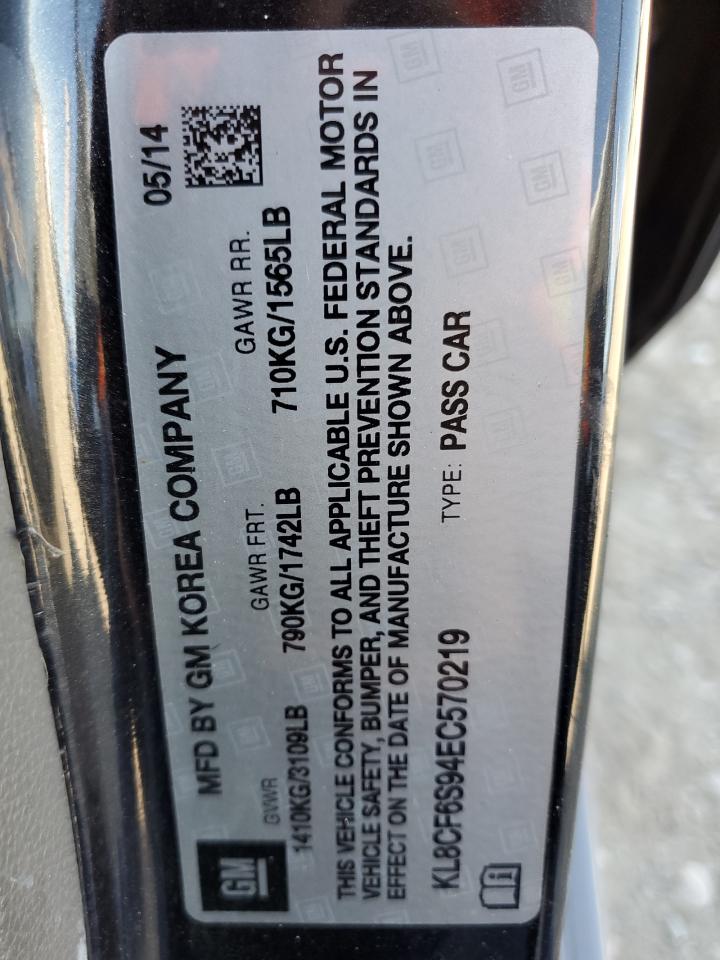 MFD BY GM KOREA COMPANY 05/14
GVWR GAWR FRT. GAWR RR.
1410KG/3109LB 790KG/1742LB 710KG/1565LB
THIS VEHICLE CONFORMS TO ALL APPLICABLE U.S. FEDERAL MOTOR
VEHICLE SAFETY, BUMPER, AND THEFT PREVENTION STANDARDS IN
EFFECT ON THE DATE OF MANUFACTURE SHOWN ABOVE.
KL8CF6S94EC570219 TYPE: PASS CAR
GM